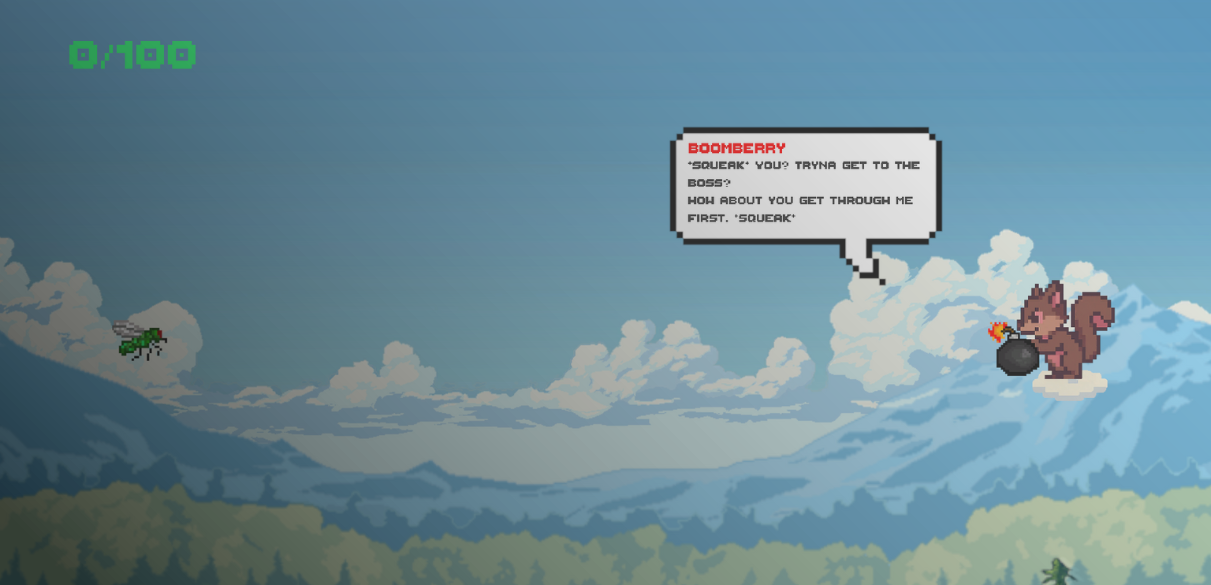 0/100
BOOMBERRY
*SQUEAK* YOU? TRYNA GET TO THE
BOSS?
HOW ABOUT YOU GET THROUGH ME
FIRST. *SQUEAK*